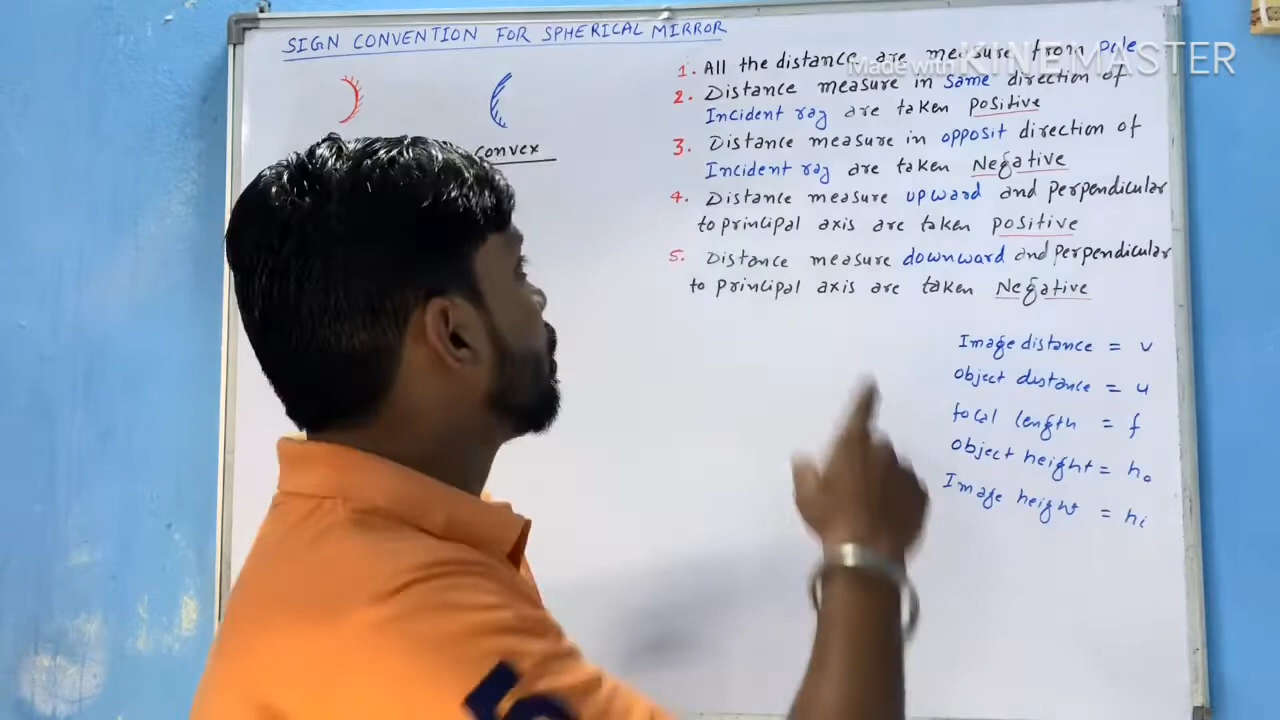 SIGN CONVENTION FOR SPHERICAL MIRROR
Convex
1. All the distance are measure from Pole
2. Distance measure in same direction of
Incident ray are taken positive
3. Distance measure in opposit direction of
Incident ray are taken Negative
4. Distance measure upward and perpendicular
to principal axis are taken positive
5. Distance measure downward and perpendicular
to principal axis are taken Negative
Image distance = v
Object distance = u
focal length = f
Object height = ho
Image height = hi
Made with KINEMASTER